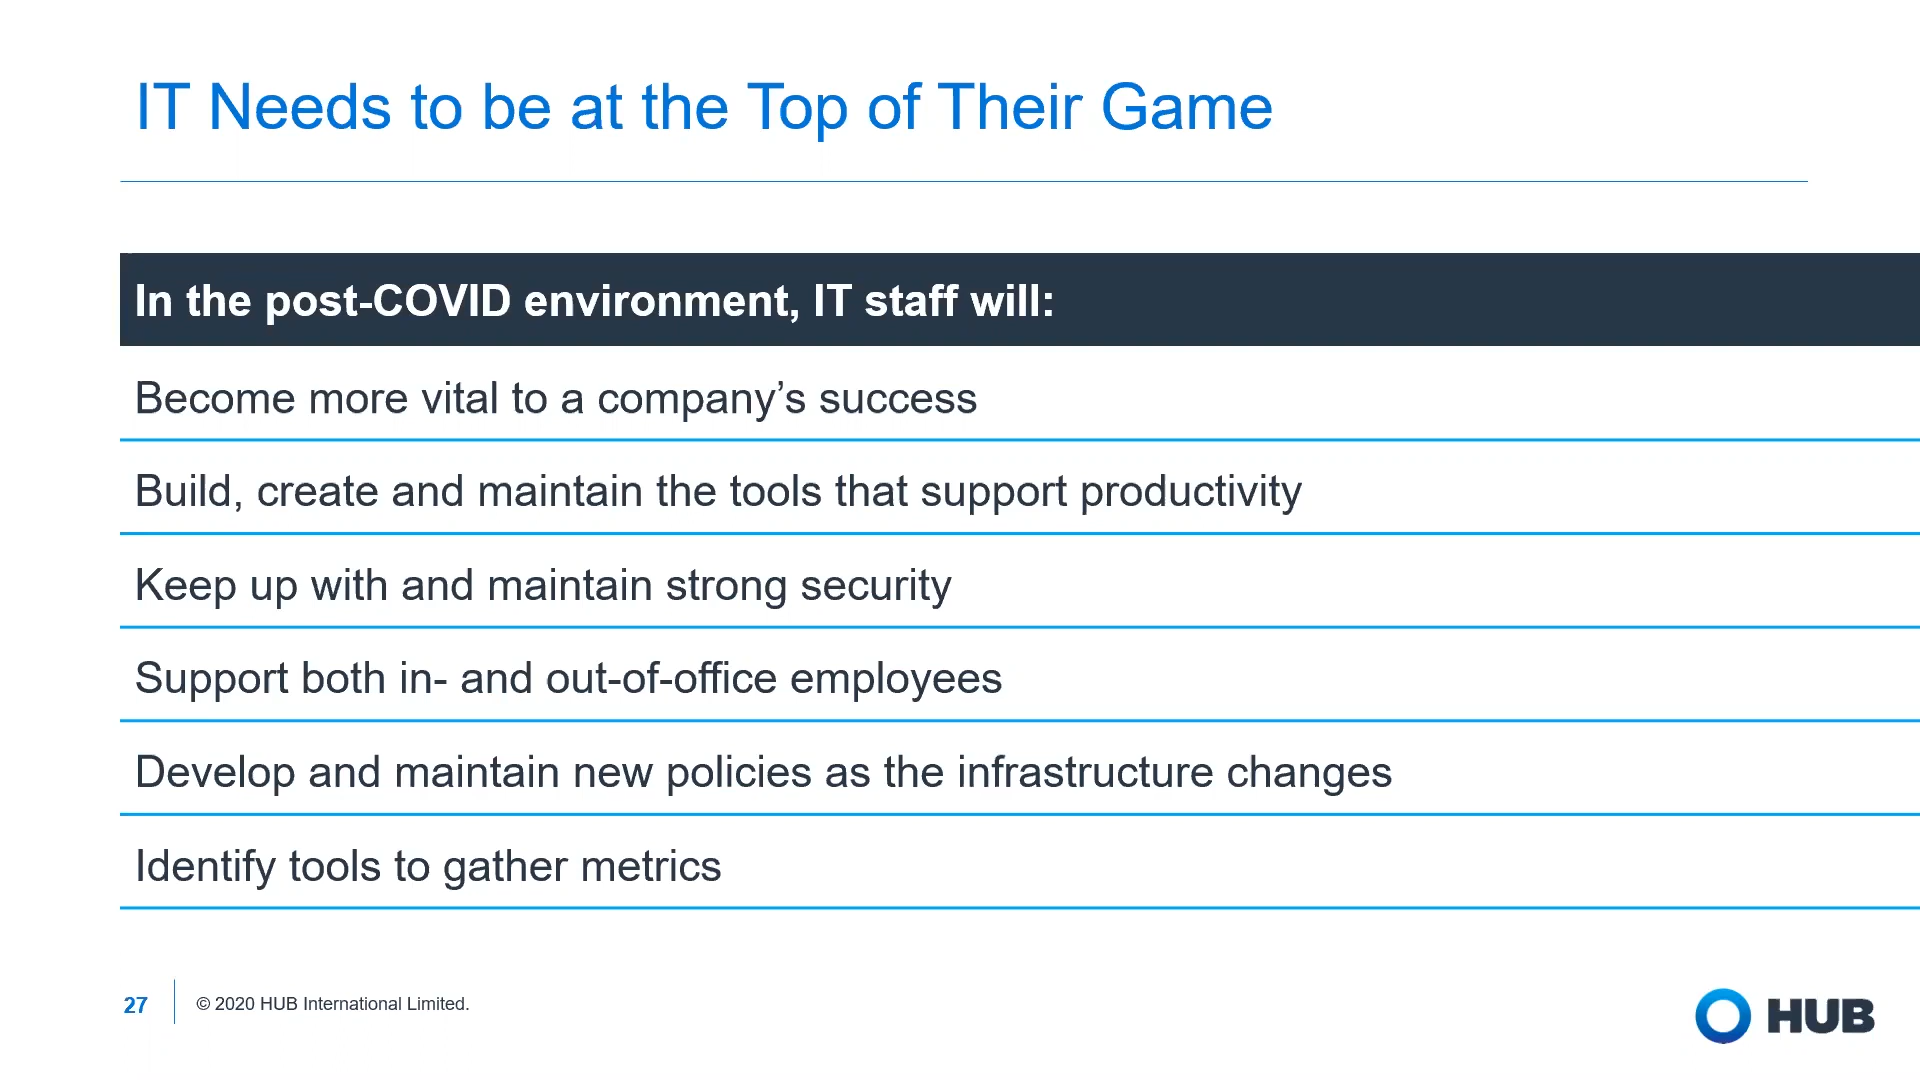 IT Needs to be at the Top of Their Game
In the post-COVID environment, IT staff will:
Become more vital to a company’s success
Build, create and maintain the tools that support productivity
Keep up with and maintain strong security
Support both in- and out-of-office employees
Develop and maintain new policies as the infrastructure changes
Identify tools to gather metrics
27
© 2020 HUB International Limited.
HUB